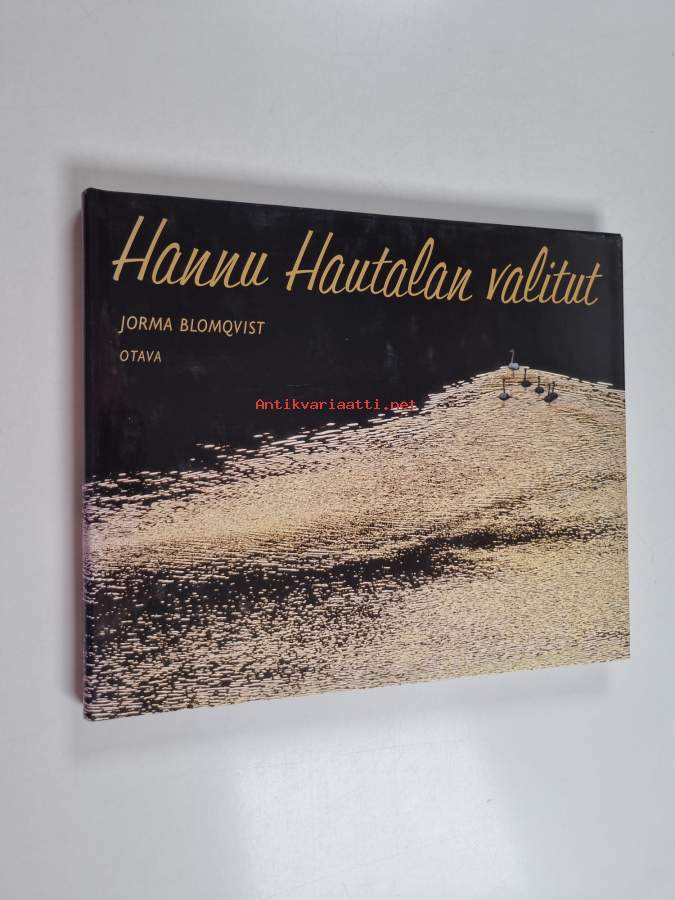 Hannu Hautalan valitut
JORMA BLOMQVIST
OTAVA
Antikvariaatti.net